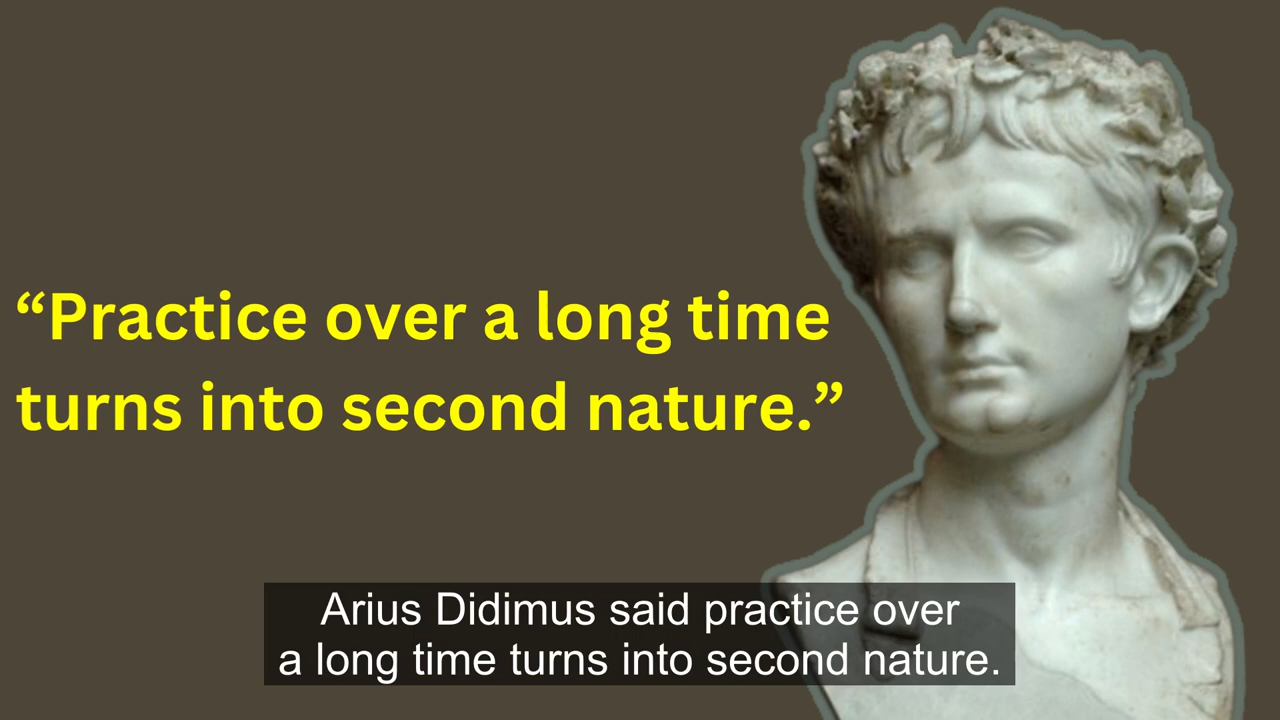 “Practice over a long time
turns into second nature.”
Arius Didimus said practice over
a long time turns into second nature.